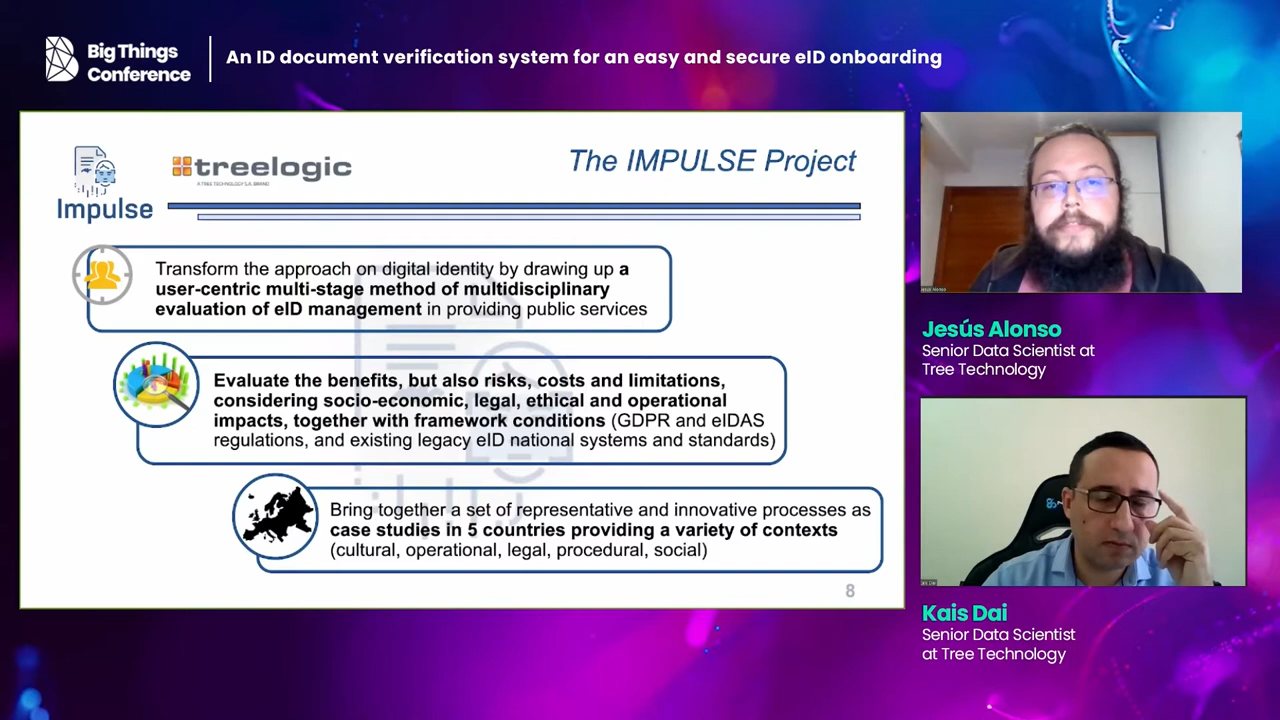 Big Things
Conference
An ID document verification system for an easy and secure eID onboarding
Impulse
treelogic
A TREE TECHNOLOGY S.A. BRAND
The IMPULSE Project
Transform the approach on digital identity by drawing up a
user-centric multi-stage method of multidisciplinary
evaluation of eID management in providing public services
Evaluate the benefits, but also risks, costs and limitations,
considering socio-economic, legal, ethical and operational
impacts, together with framework conditions (GDPR and eIDAS
regulations, and existing legacy eID national systems and standards)
Bring together a set of representative and innovative processes as
case studies in 5 countries providing a variety of contexts
(cultural, operational, legal, procedural, social)
8
Jesús Alonso
Senior Data Scientist at
Tree Technology
Kais Dai
Senior Data Scientist
at Tree Technology